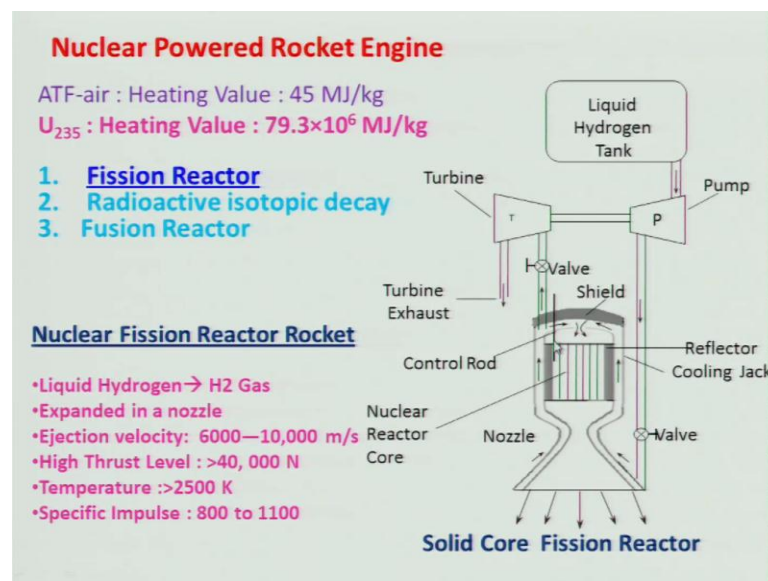 Nuclear Powered Rocket Engine
ATF-air : Heating Value : 45 MJ/kg
U235 : Heating Value : 79.3×10⁶ MJ/kg
1. Fission Reactor
2. Radioactive isotopic decay
3. Fusion Reactor
Nuclear Fission Reactor Rocket
•Liquid Hydrogen→ H2 Gas
•Expanded in a nozzle
•Ejection velocity: 6000—10,000 m/s
•High Thrust Level : >40, 000 N
•Temperature :>2500 K
•Specific Impulse : 800 to 1100
Liquid
Hydrogen
Tank
Turbine
Pump
T
P
Valve
Turbine
Exhaust
Shield
Control Rod
Reflector
Cooling Jack
Nuclear
Reactor
Core
Nozzle
Valve
Solid Core Fission Reactor